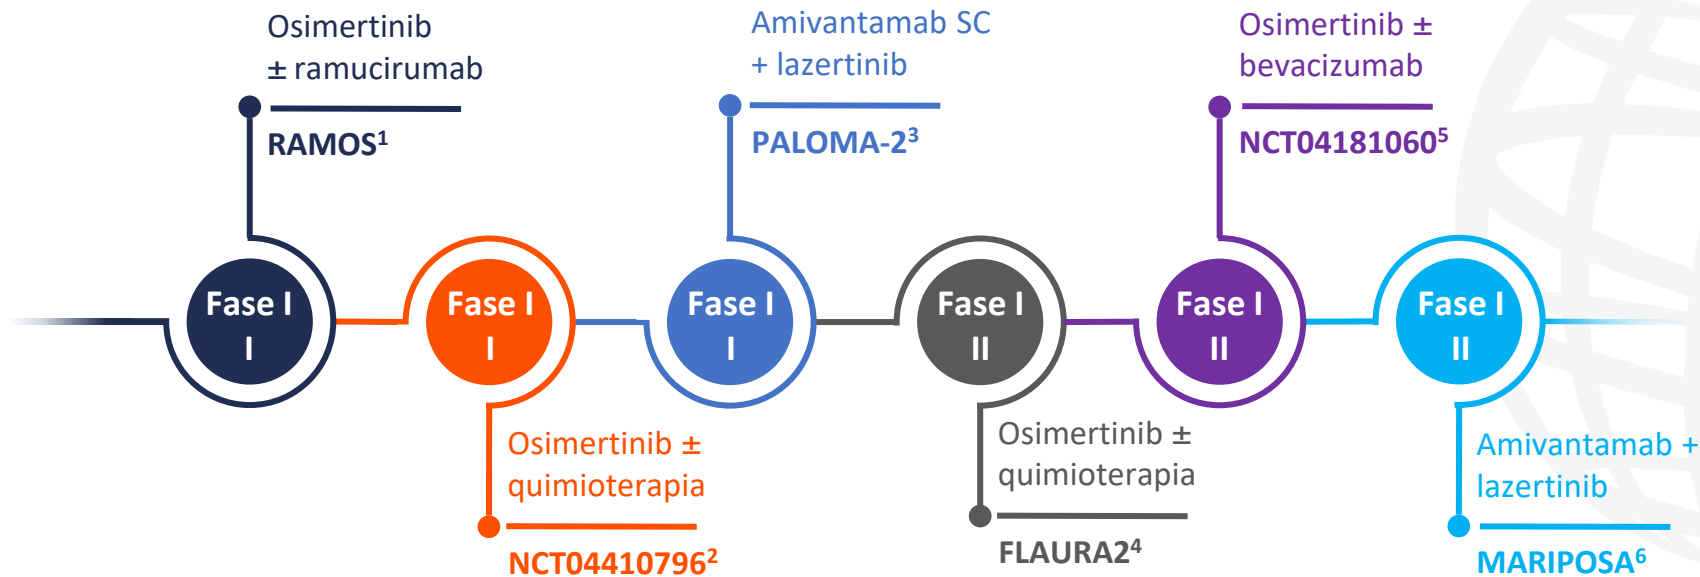 Osimertinib
± ramucirumab
RAMOS¹
Amivantamab SC
+ lazertinib
PALOMA-2³
Osimertinib ±
bevacizumab
NCT04181060⁵
Fase I
I
Fase I
I
Fase I
I
Fase I
II
Fase I
II
Fase I
II
Osimertinib ±
quimioterapia
NCT04410796²
Osimertinib ±
quimioterapia
FLAURA2⁴
Amivantamab +
lazertinib
MARIPOSA⁶